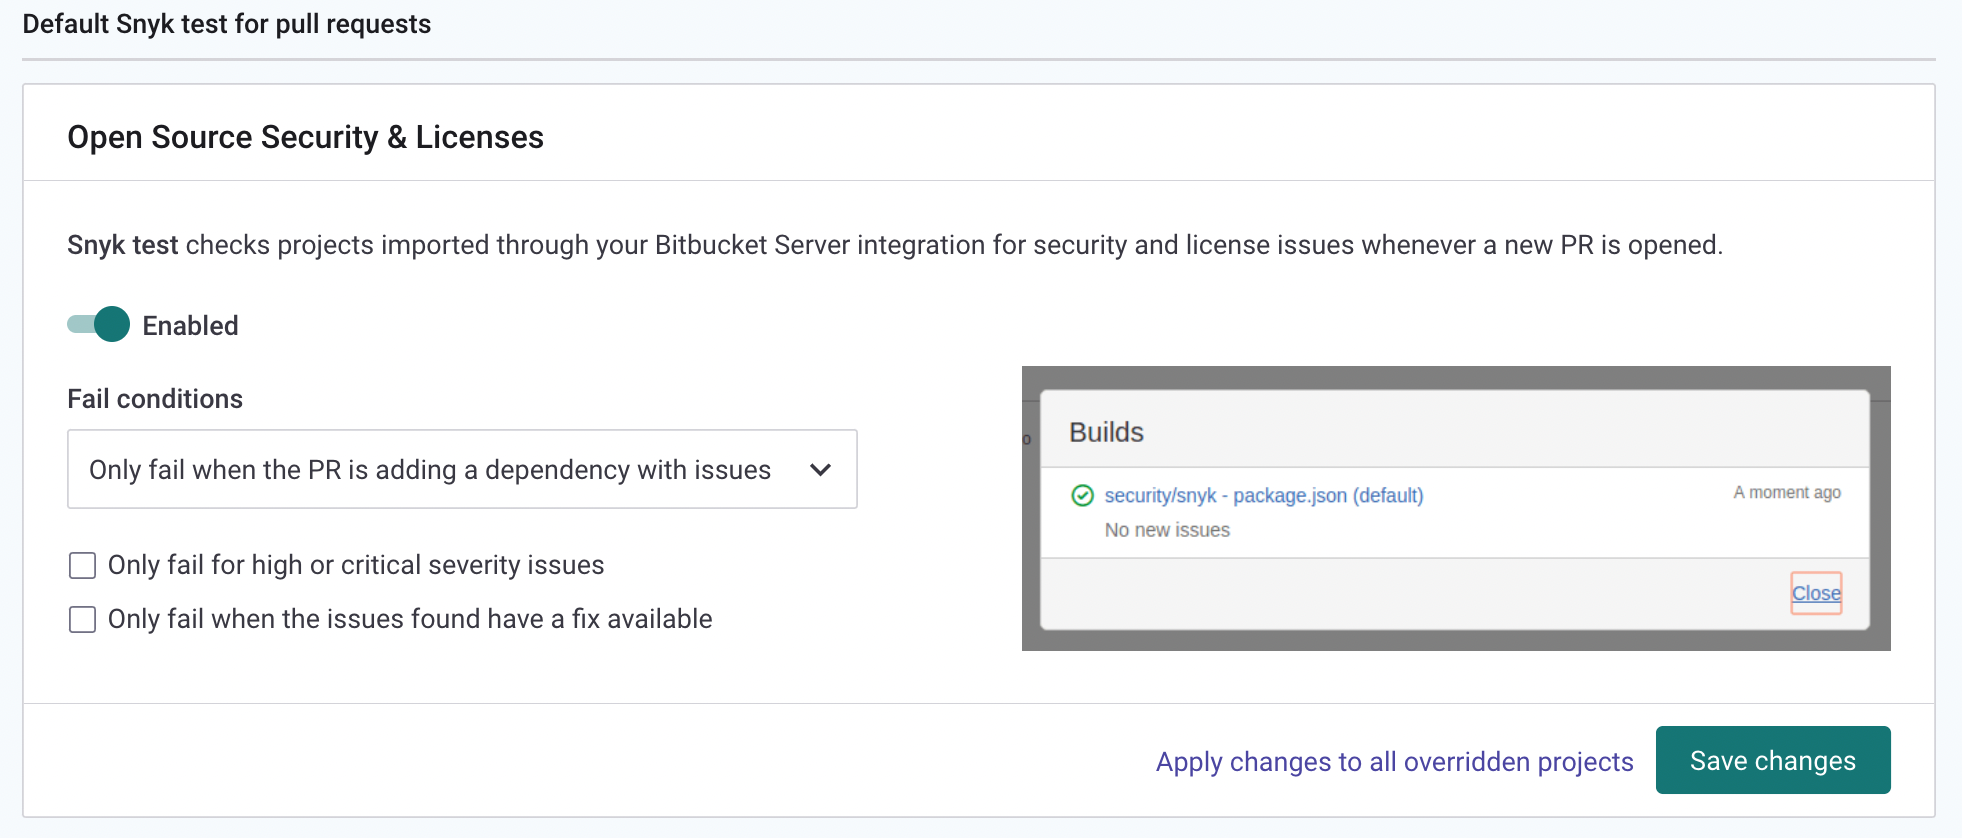 Default Snyk test for pull requests
Open Source Security & Licenses
Snyk test checks projects imported through your Bitbucket Server integration for security and license issues whenever a new PR is opened.
Enabled
Fail conditions
Only fail when the PR is adding a dependency with issues
Only fail for high or critical severity issues
Only fail when the issues found have a fix available
o
Builds
security/snyk - package.json (default)
A moment ago
No new issues
Close
Apply changes to all overridden projects
Save changes